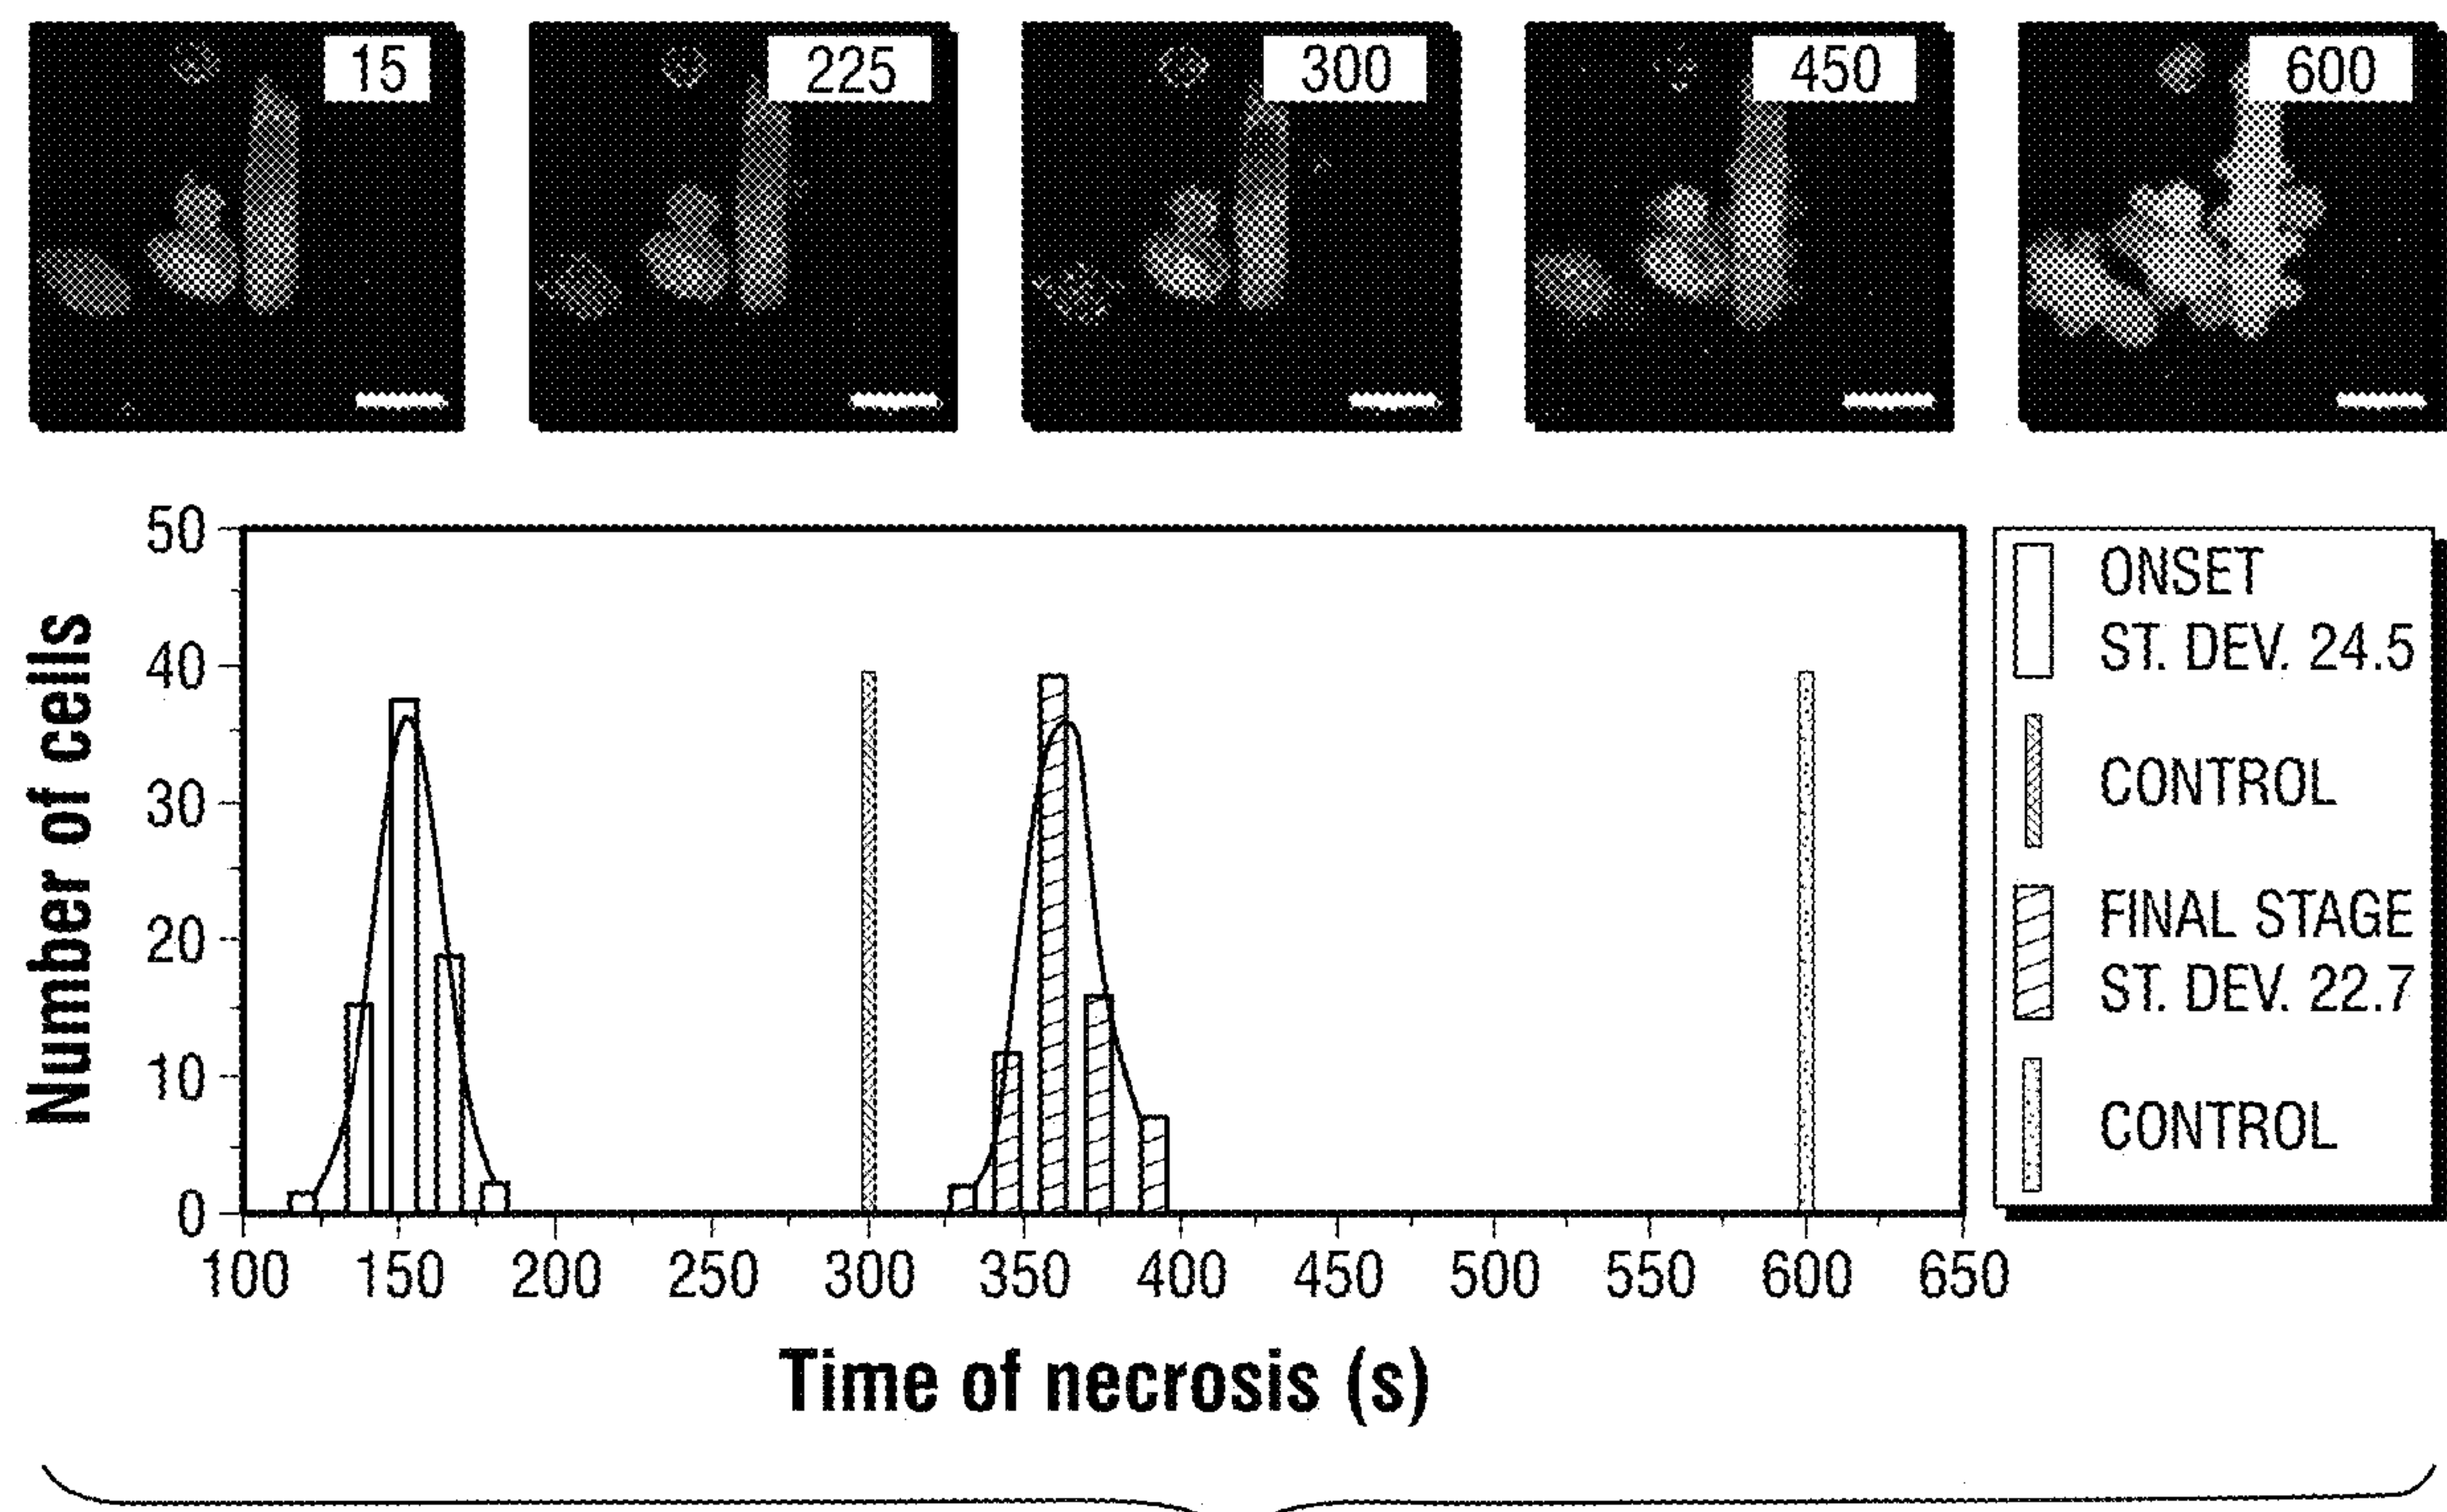 15
225
300
450
600
50
40
30
20
10
0
Number of cells
100 150 200 250 300 350 400 450 500 550 600 650
Time of necrosis (s)
ONSET
ST. DEV. 24.5
CONTROL
FINAL STAGE
ST. DEV. 22.7
CONTROL